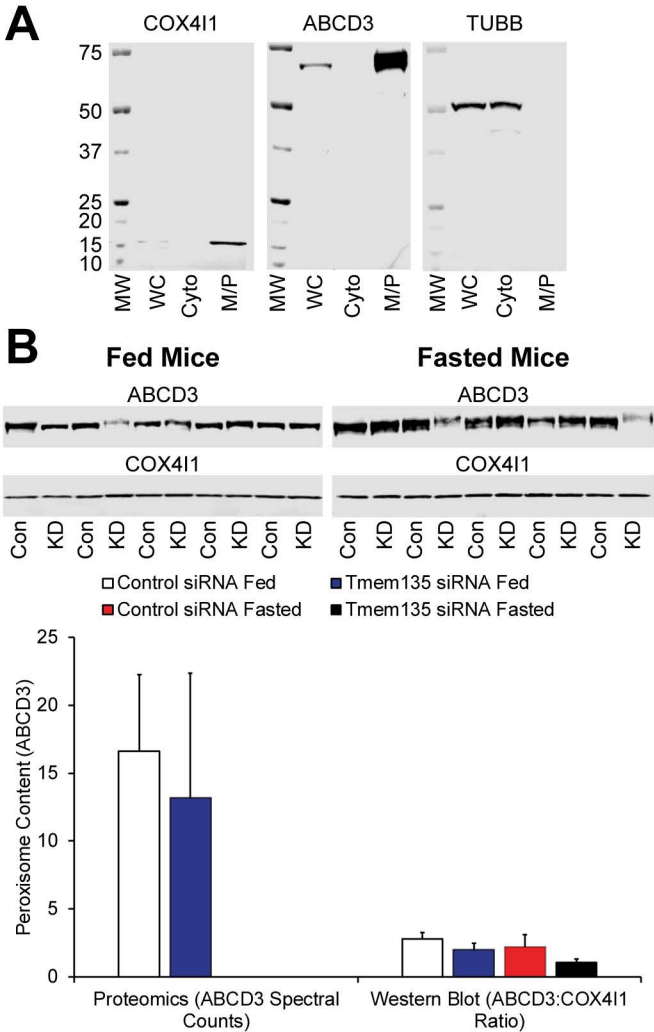 A
COX4I1 ABCD3 TUBB
75
50
37
25
20
15
10
MW WC Cyto M/P MW WC Cyto M/P MW WC Cyto M/P
B
Fed Mice Fasted Mice
ABCD3 ABCD3
COX4I1 COX4I1
Con KD Con KD Con KD Con KD Con KD Con KD Con KD Con KD Con KD Con KD
Control siRNA Fed Tmem135 siRNA Fed
Control siRNA Fasted Tmem135 siRNA Fasted
Peroxisome Content (ABCD3)
25
20
15
10
5
0
Proteomics (ABCD3 Spectral
Counts)
Western Blot (ABCD3:COX4I1
Ratio)